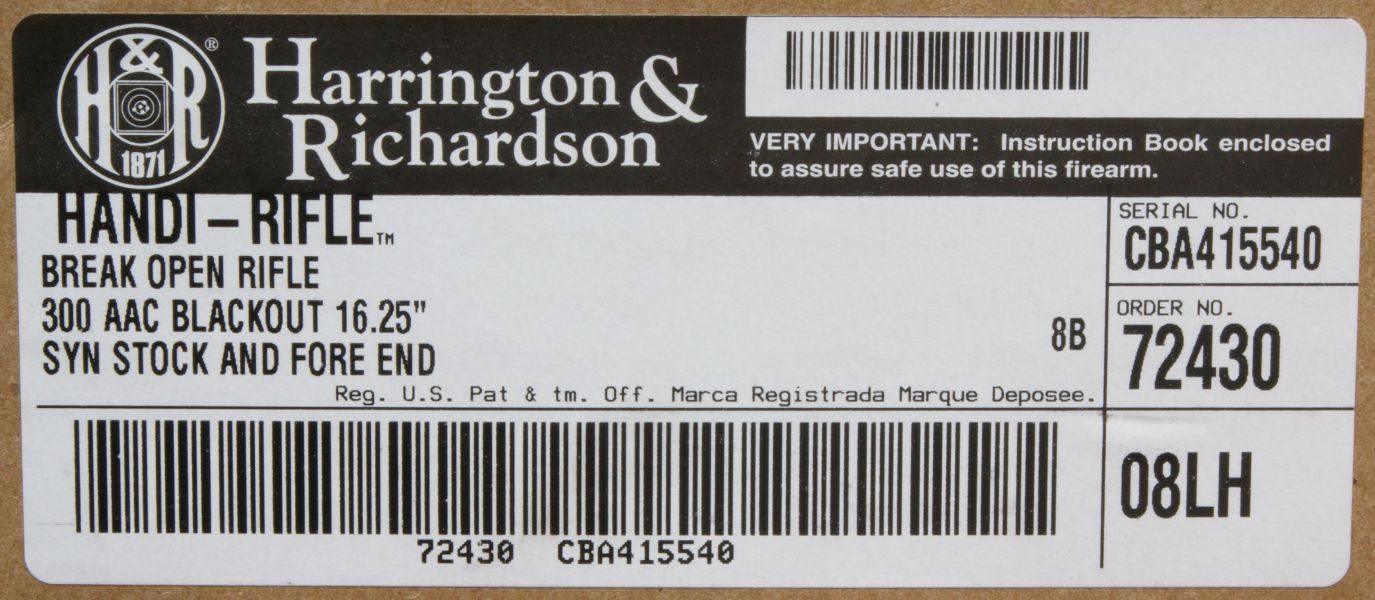 H&R®
1871
Harrington &
Richardson
VERY IMPORTANT: Instruction Book enclosed
to assure safe use of this firearm.
HANDI-RIFLE™
BREAK OPEN RIFLE
300 AAC BLACKOUT 16.25"
SYN STOCK AND FORE END
8B
Reg. U.S. Pat & tm. Off. Marca Registrada Marque Deposee.
SERIAL NO.
CBA415540
ORDER NO.
72430
08LH
72430 CBA415540